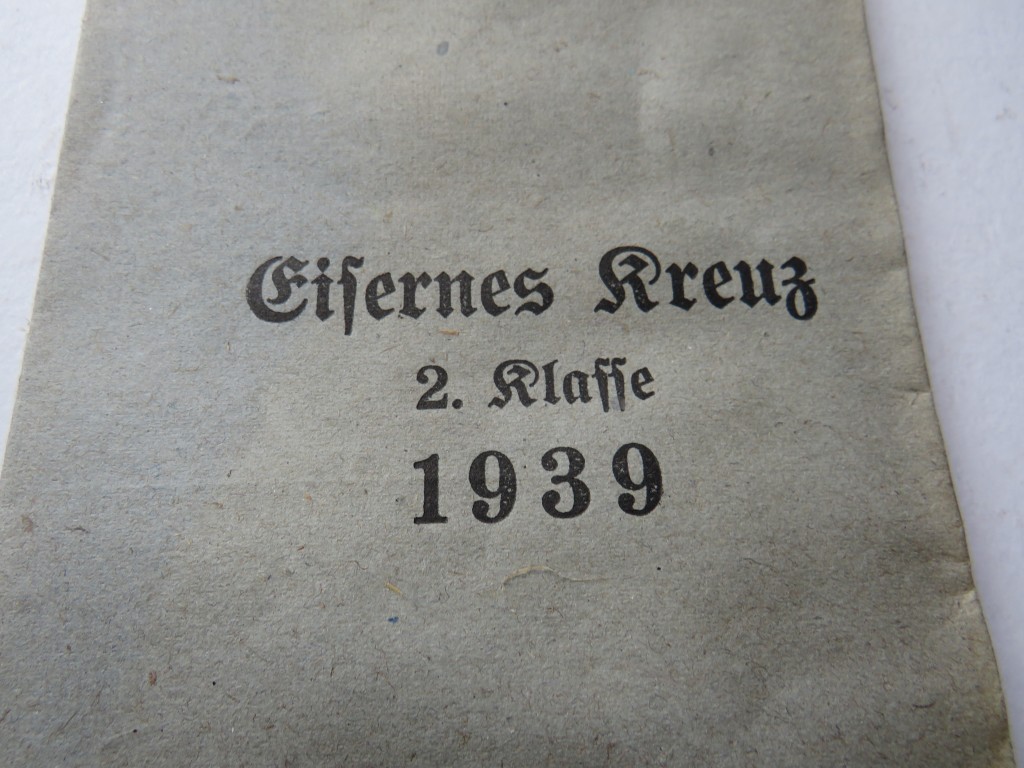 Eiſernes Kreuz
2. Klaſſe
1939